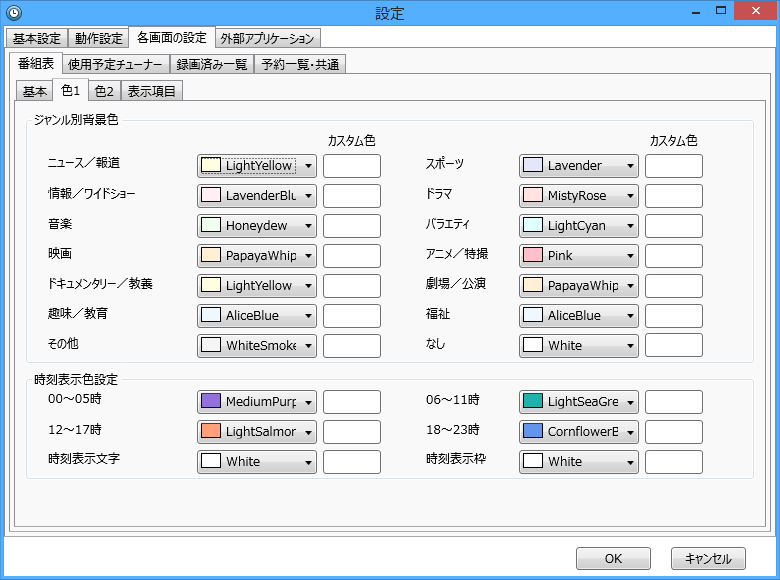 設定
基本設定 動作設定 各画面の設定 外部アプリケーション
番組表 使用予定チューナー 録画済み一覧 予約一覧・共通
基本 色1 色2 表示項目
ジャンル別背景色
カスタム色 カスタム色
ニュース／報道 LightYellow スポーツ Lavender
情報／ワイドショー LavenderBlu ドラマ MistyRose
音楽 Honeydew バラエティ LightCyan
映画 PapayaWhip アニメ／特撮 Pink
ドキュメンタリー／教養 LightYellow 劇場／公演 PapayaWhip
趣味／教育 AliceBlue 福祉 AliceBlue
その他 WhiteSmoke なし White
時刻表示色設定
00～05時 MediumPurp 06～11時 LightSeaGre
12～17時 LightSalmon 18～23時 CornflowerB
時刻表示文字 White 時刻表示枠 White
OK キャンセル